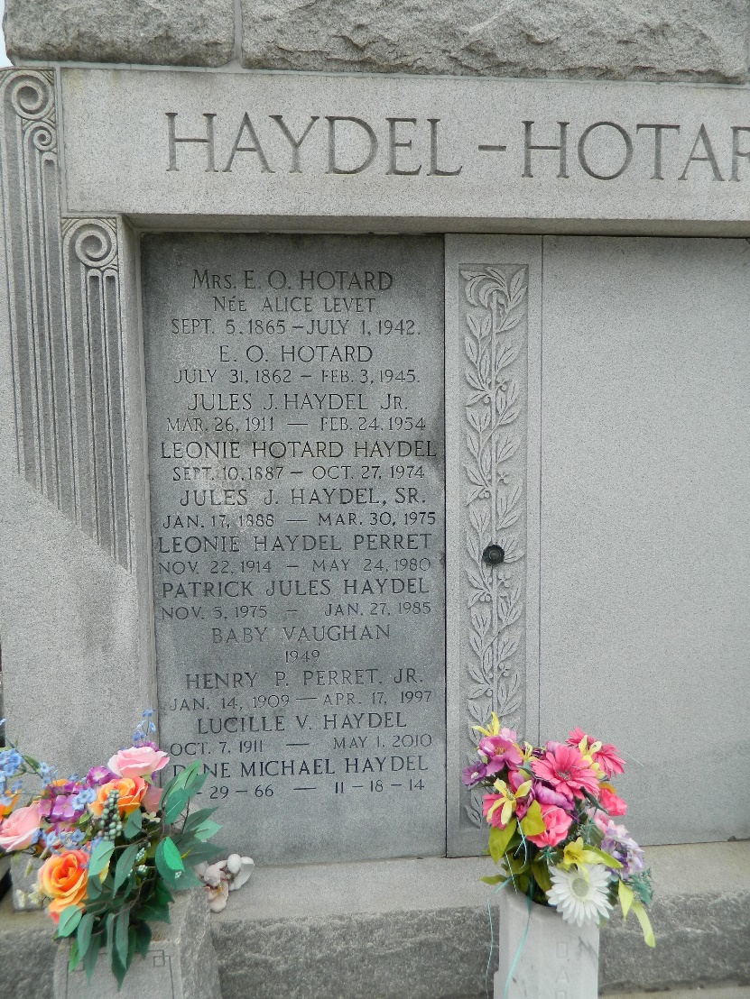 HAYDEL - HOTAR
MRS. E. O. HOTARD
NÉE ALICE LEVET
SEPT. 5, 1865 - JULY 1, 1942.
E. O. HOTARD
JULY 31, 1862 - FEB. 3, 1945.
JULES J. HAYDEL JR.
MAR. 26, 1911 — FEB. 24, 1954
LEONIE HOTARD HAYDEL
SEPT. 10, 1887 - OCT. 27, 1974
JULES J. HAYDEL, SR.
JAN. 17, 1888 — MAR. 30, 1975
LEONIE HAYDEL PERRET
NOV. 22, 1914 - MAY 24, 1980
PATRICK JULES HAYDEL
NOV. 5, 1975 - JAN. 27, 1985
BABY VAUGHAN
1949
HENRY P. PERRET, JR.
JAN. 14, 1909 — APR. 17, 1997
LUCILLE V. HAYDEL
OCT. 7, 1911 — MAY 1, 2010
MICHAEL HAYDEL
29 - 66 — 11 - 18 - 14